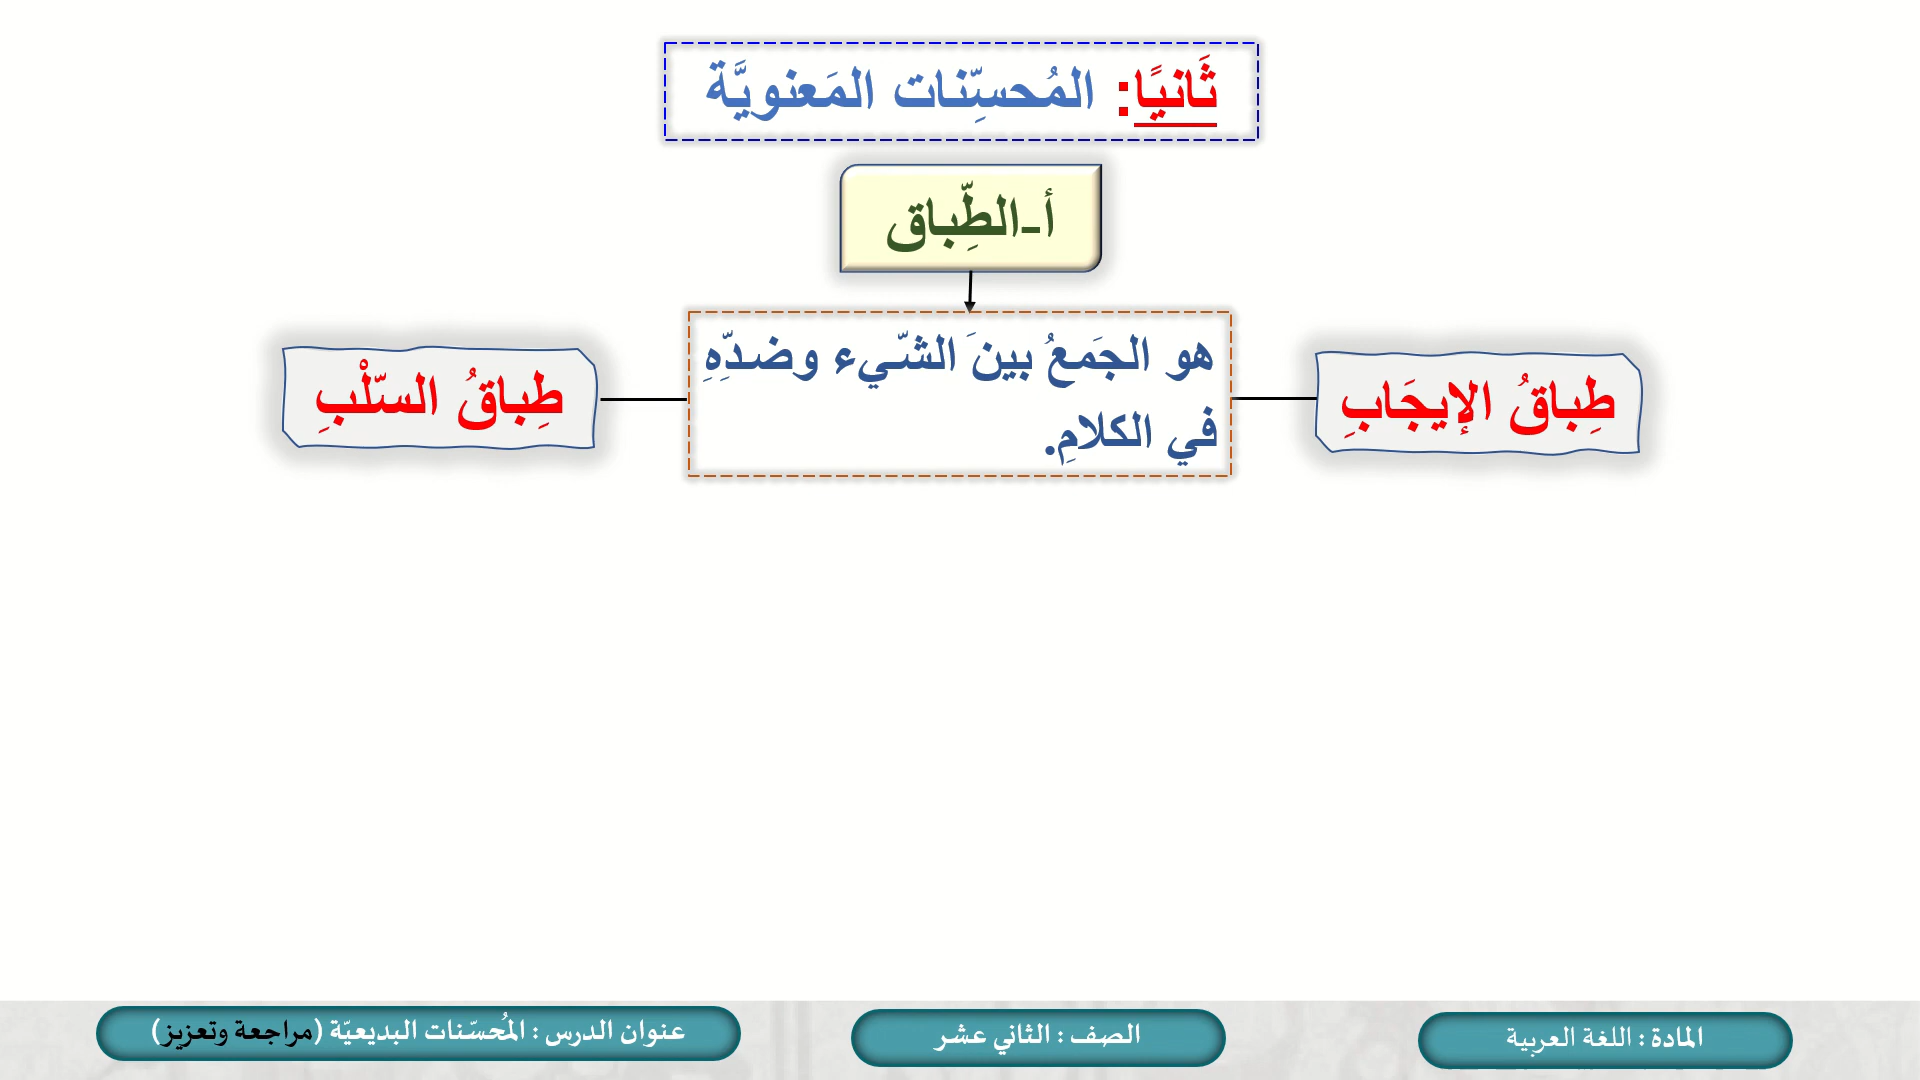 ثَانيًا: المُحسِّنات المَعنويَّة
أ-الطِّباق
هو الجَمعُ بينَ الشّيء وضدِّهِ
في الكلامِ.
طِباقُ الإيجَابِ
طِباقُ السّلْبِ
المادة : اللغة العربية
الصف : الثاني عشر
عنوان الدرس : المُحسّنات البديعيّة (مراجعة وتعزيز)